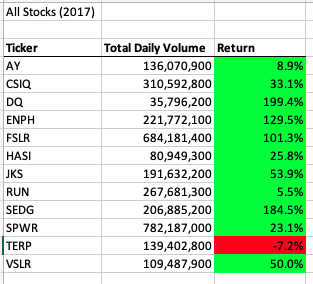 All Stocks (2017)
Ticker Total Daily Volume Return
AY 136,070,900 8.9%
CSIQ 310,592,800 33.1%
DQ 35,796,200 199.4%
ENPH 221,772,100 129.5%
FSLR 684,181,400 101.3%
HASI 80,949,300 25.8%
JKS 191,632,200 53.9%
RUN 267,681,300 5.5%
SEDG 206,885,200 184.5%
SPWR 782,187,000 23.1%
TERP 139,402,800 -7.2%
VSLR 109,487,900 50.0%